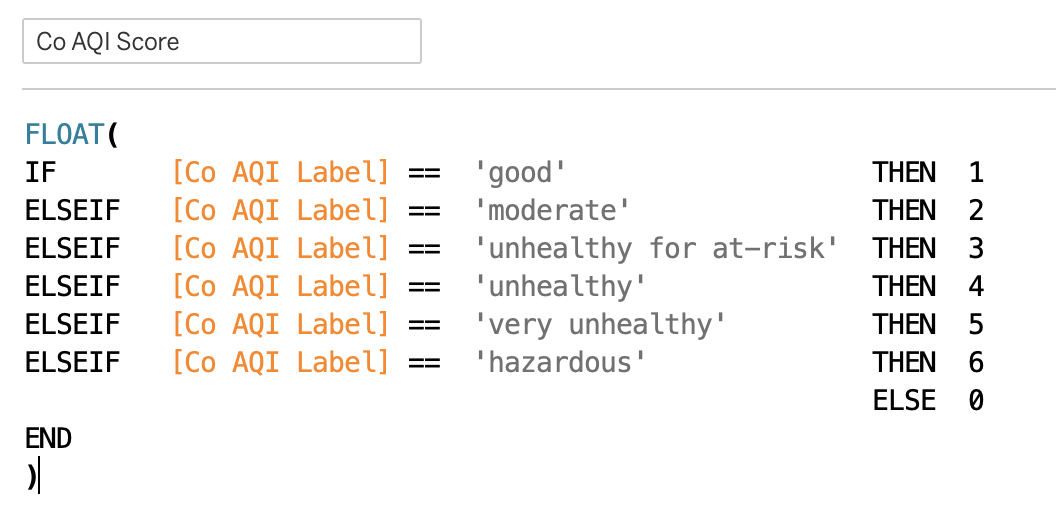 Co AQI Score
FLOAT(
IF [Co AQI Label] == 'good' THEN 1
ELSEIF [Co AQI Label] == 'moderate' THEN 2
ELSEIF [Co AQI Label] == 'unhealthy for at-risk' THEN 3
ELSEIF [Co AQI Label] == 'unhealthy' THEN 4
ELSEIF [Co AQI Label] == 'very unhealthy' THEN 5
ELSEIF [Co AQI Label] == 'hazardous' THEN 6
ELSE 0
END
)